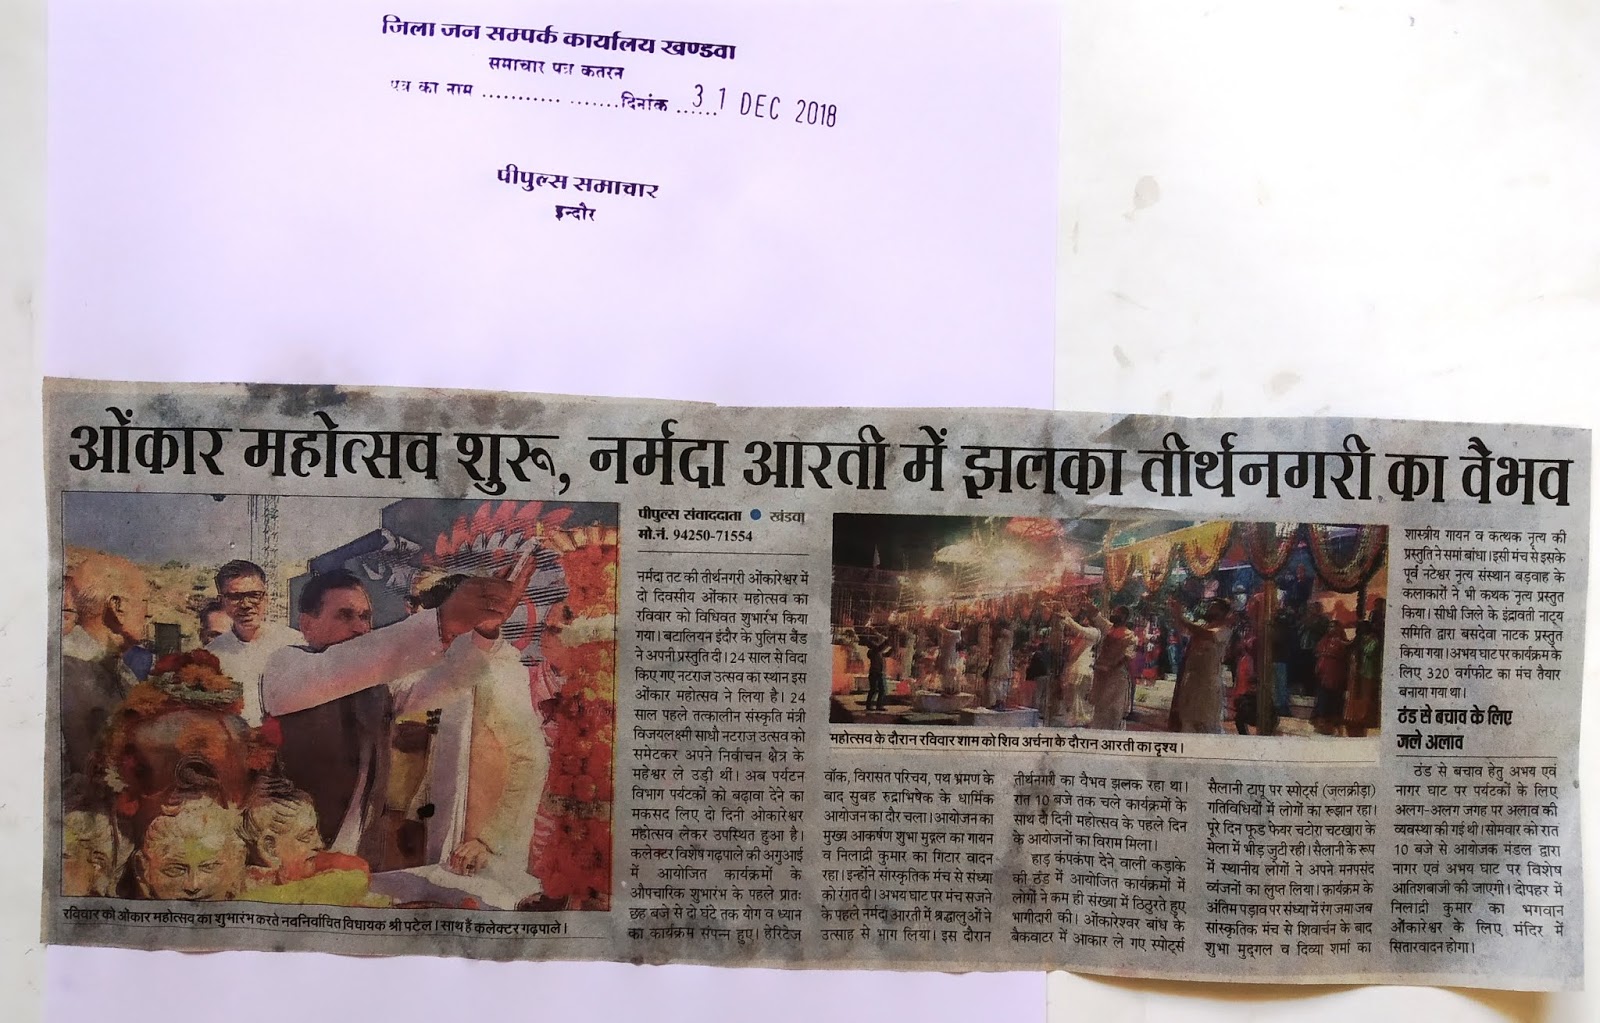 जिला जन सम्पर्क कार्यालय खण्डवा
समाचार पत्र कतरन
पत्र का नाम ........... .......दिनांक ...... 3 1 DEC 2018
पीपुल्स समाचार
इन्दौर
ओंकार महोत्सव शुरू, नर्मदा आरती में झलका तीर्थनगरी का वैभव
रविवार को ओंकार महोत्सव का शुभारंभ करते नवनिर्वाचित विधायक श्री पटेल। साथ हैं कलेक्टर गढ़पाले।
पीपुल्स संवाददाता ● खंडवा
मो.नं. 94250-71554
नर्मदा तट की तीर्थनगरी ओंकारेश्वर में
दो दिवसीय ओंकार महोत्सव का
रविवार को विधिवत शुभारंभ किया
गया। बटालियन इंदौर के पुलिस बैंड
ने अपनी प्रस्तुति दी। 24 साल से विदा
किए गए नटराज उत्सव का स्थान इस
ओंकार महोत्सव ने लिया है। 24
साल पहले तत्कालीन संस्कृति मंत्री
विजयलक्ष्मी साधौ नटराज उत्सव को
समेटकर अपने निर्वाचन क्षेत्र के
महेश्वर ले उड़ी थीं। अब पर्यटन
विभाग पर्यटकों को बढ़ावा देने का
मकसद लिए दो दिनी ओंकारेश्वर
महोत्सव लेकर उपस्थित हुआ है।
कलेक्टर विशेष गढ़पाले की अगुआई
में आयोजित कार्यक्रमों के
औपचारिक शुभारंभ के पहले प्रातः
छह बजे से दो घंटे तक योग व ध्यान
का कार्यक्रम संपन्न हुए। हेरिटेज
महोत्सव के दौरान रविवार शाम को शिव अर्चना के दौरान आरती का दृश्य।
वॉक, विरासत परिचय, पथ भ्रमण के
बाद सुबह रुद्राभिषेक के धार्मिक
आयोजन का दौर चला। आयोजन का
मुख्य आकर्षण शुभा मुद्गल का गायन
व निलाद्री कुमार का गिटार वादन
रहा। इन्होंने सांस्कृतिक मंच से संध्या
को रंगत दी। अभय घाट पर मंच सजने
के पहले नर्मदा आरती में श्रद्धालुओं ने
उत्साह से भाग लिया। इस दौरान
तीर्थनगरी का वैभव झलक रहा था।
रात 10 बजे तक चले कार्यक्रमों के
साथ दो दिनी महोत्सव के पहले दिन
के आयोजनों का विराम मिला।
हाड़ कंपकंपा देने वाली कड़ाके
की ठंड में आयोजित कार्यक्रमों में
लोगों ने कम ही संख्या में ठिठुरते हुए
भागीदारी की। ओंकारेश्वर बांध के
बैकवाटर में आकार ले गए स्पोर्ट्स
सैलानी टापू पर स्पोर्ट्स (जलक्रीड़ा)
गतिविधियों में लोगों का रूझान रहा।
पूरे दिन फूड फेयर चटोरा चटखारा के
मेला में भीड़ जुटी रही। सैलानी के रूप
में स्थानीय लोगों ने अपने मनपसंद
व्यंजनों का लुफ्त लिया। कार्यक्रम के
अंतिम पड़ाव पर संध्या में रंग जमा जब
सांस्कृतिक मंच से शिवार्चन के बाद
शुभा मुद्गल व दिव्या शर्मा का
शास्त्रीय गायन व कत्थक नृत्य की
प्रस्तुति ने समां बांधा। इसी मंच से इसके
पूर्व नटेश्वर नृत्य संस्थान बड़वाह के
कलाकारों ने भी कथक नृत्य प्रस्तुत
किया। सीधी जिले के इंद्रावती नाट्य
समिति द्वारा बसदेवा नाटक प्रस्तुत
किया गया। अभय घाट पर कार्यक्रम के
लिए 320 वर्गफीट का मंच तैयार
बनाया गया था।
ठंड से बचाव के लिए
जले अलाव
ठंड से बचाव हेतु अभय एवं
नागर घाट पर पर्यटकों के लिए
अलग-अलग जगह पर अलाव की
व्यवस्था की गई थी। सोमवार को रात
10 बजे से आयोजक मंडल द्वारा
नागर एवं अभय घाट पर विशेष
आतिशबाजी की जाएगी। दोपहर में
निलाद्री कुमार का भगवान
ओंकारेश्वर के लिए मंदिर में
सितारवादन होगा।